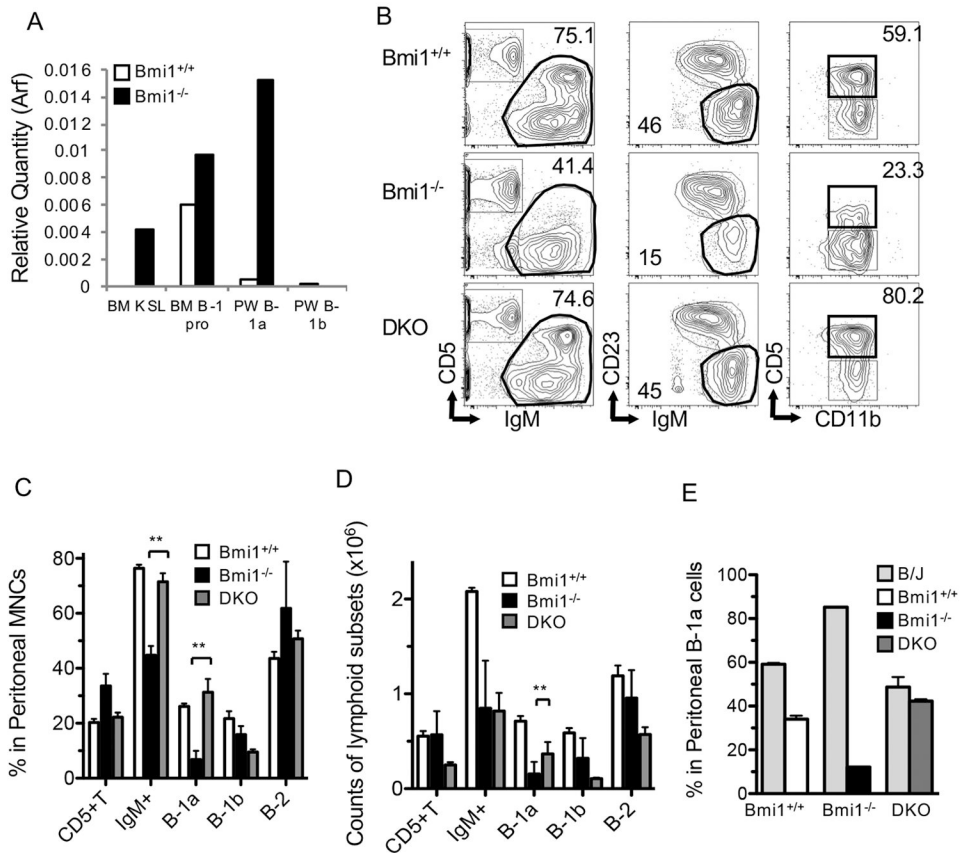 A
Relative Quantity (Arf)
0.016
0.014
0.012
0.01
0.008
0.006
0.004
0.002
0
Bmi1+/+
Bmi1-/-
BM KSL
BM B-1 pro
PW B-1a
PW B-1b
B
Bmi1+/+
75.1
46
59.1
Bmi1-/-
41.4
15
23.3
DKO
74.6
45
80.2
CD5
IgM
CD23
IgM
CD5
CD11b
C
% in Peritoneal MNCs
80
60
40
20
0
**
**
Bmi1+/+
Bmi1-/-
DKO
CD5+T
IgM+
B-1a
B-1b
B-2
D
Counts of lymphoid subsets (x10⁶)
2
1
0
**
Bmi1+/+
Bmi1-/-
DKO
CD5+T
IgM+
B-1a
B-1b
B-2
E
% in Peritoneal B-1a cells
100
80
60
40
20
0
B/J
Bmi1+/+
Bmi1-/-
DKO
Bmi1+/+
Bmi1-/-
DKO